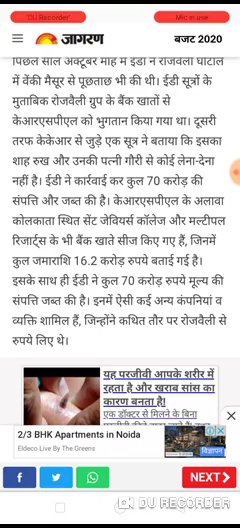 'DU Recorder'
Mic in use
जागरण
बजट 2020
पिछले साल अक्टूबर माह में ईडी ने रोजवैली घोटाले
में वेंकी मैसूर से पूछताछ भी की थी। ईडी सूत्रों के
मुताबिक रोजवैली ग्रुप के बैंक खातों से
केआरएसपीएल को भुगतान किया गया था। दूसरी
तरफ केकेआर से जुड़े एक सूत्र ने बताया कि इसका
शाह रुख और उनकी पत्नी गौरी से कोई लेना-देना
नहीं है। ईडी ने कार्रवाई कर कुल 70 करोड़ की
संपत्ति और जब्त की है। केआरएसपीएल के अलावा
कोलकाता स्थित सेंट जेवियर्स कॉलेज और मल्टीपल
रिजार्ट्स के भी बैंक खाते सीज किए गए हैं, जिनमें
कुल जमाराशि 16.2 करोड़ रुपये बताई गई है।
इसके साथ ही ईडी ने कुल 70 करोड़ रुपये मूल्य की
संपत्ति जब्त की है। इनमें ऐसी कई अन्य कंपनियां व
व्यक्ति शामिल हैं, जिन्होंने कथित तौर पर रोजवैली से
रुपये लिए थे।
यह परजीवी आपके शरीर में
रहता है और खराब सांस का
कारण बनता है!
एक डॉक्टर से मिलने के बिना
2/3 BHK Apartments in Noida
Eldeco Live By The Greens
विज्ञापन
NEXT
DU RECORDER